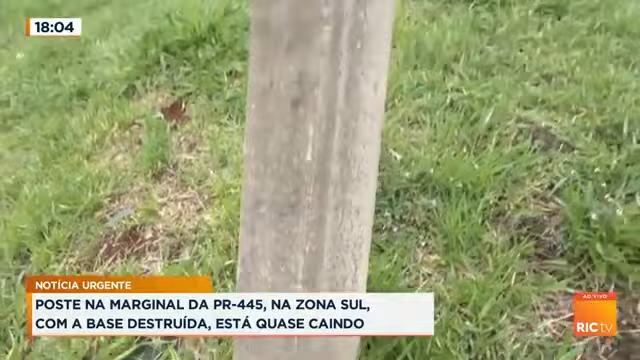 18:04
NOTÍCIA URGENTE
POSTE NA MARGINAL DA PR-445, NA ZONA SUL,
COM A BASE DESTRUÍDA, ESTÁ QUASE CAINDO
AO VIVO
RICtv